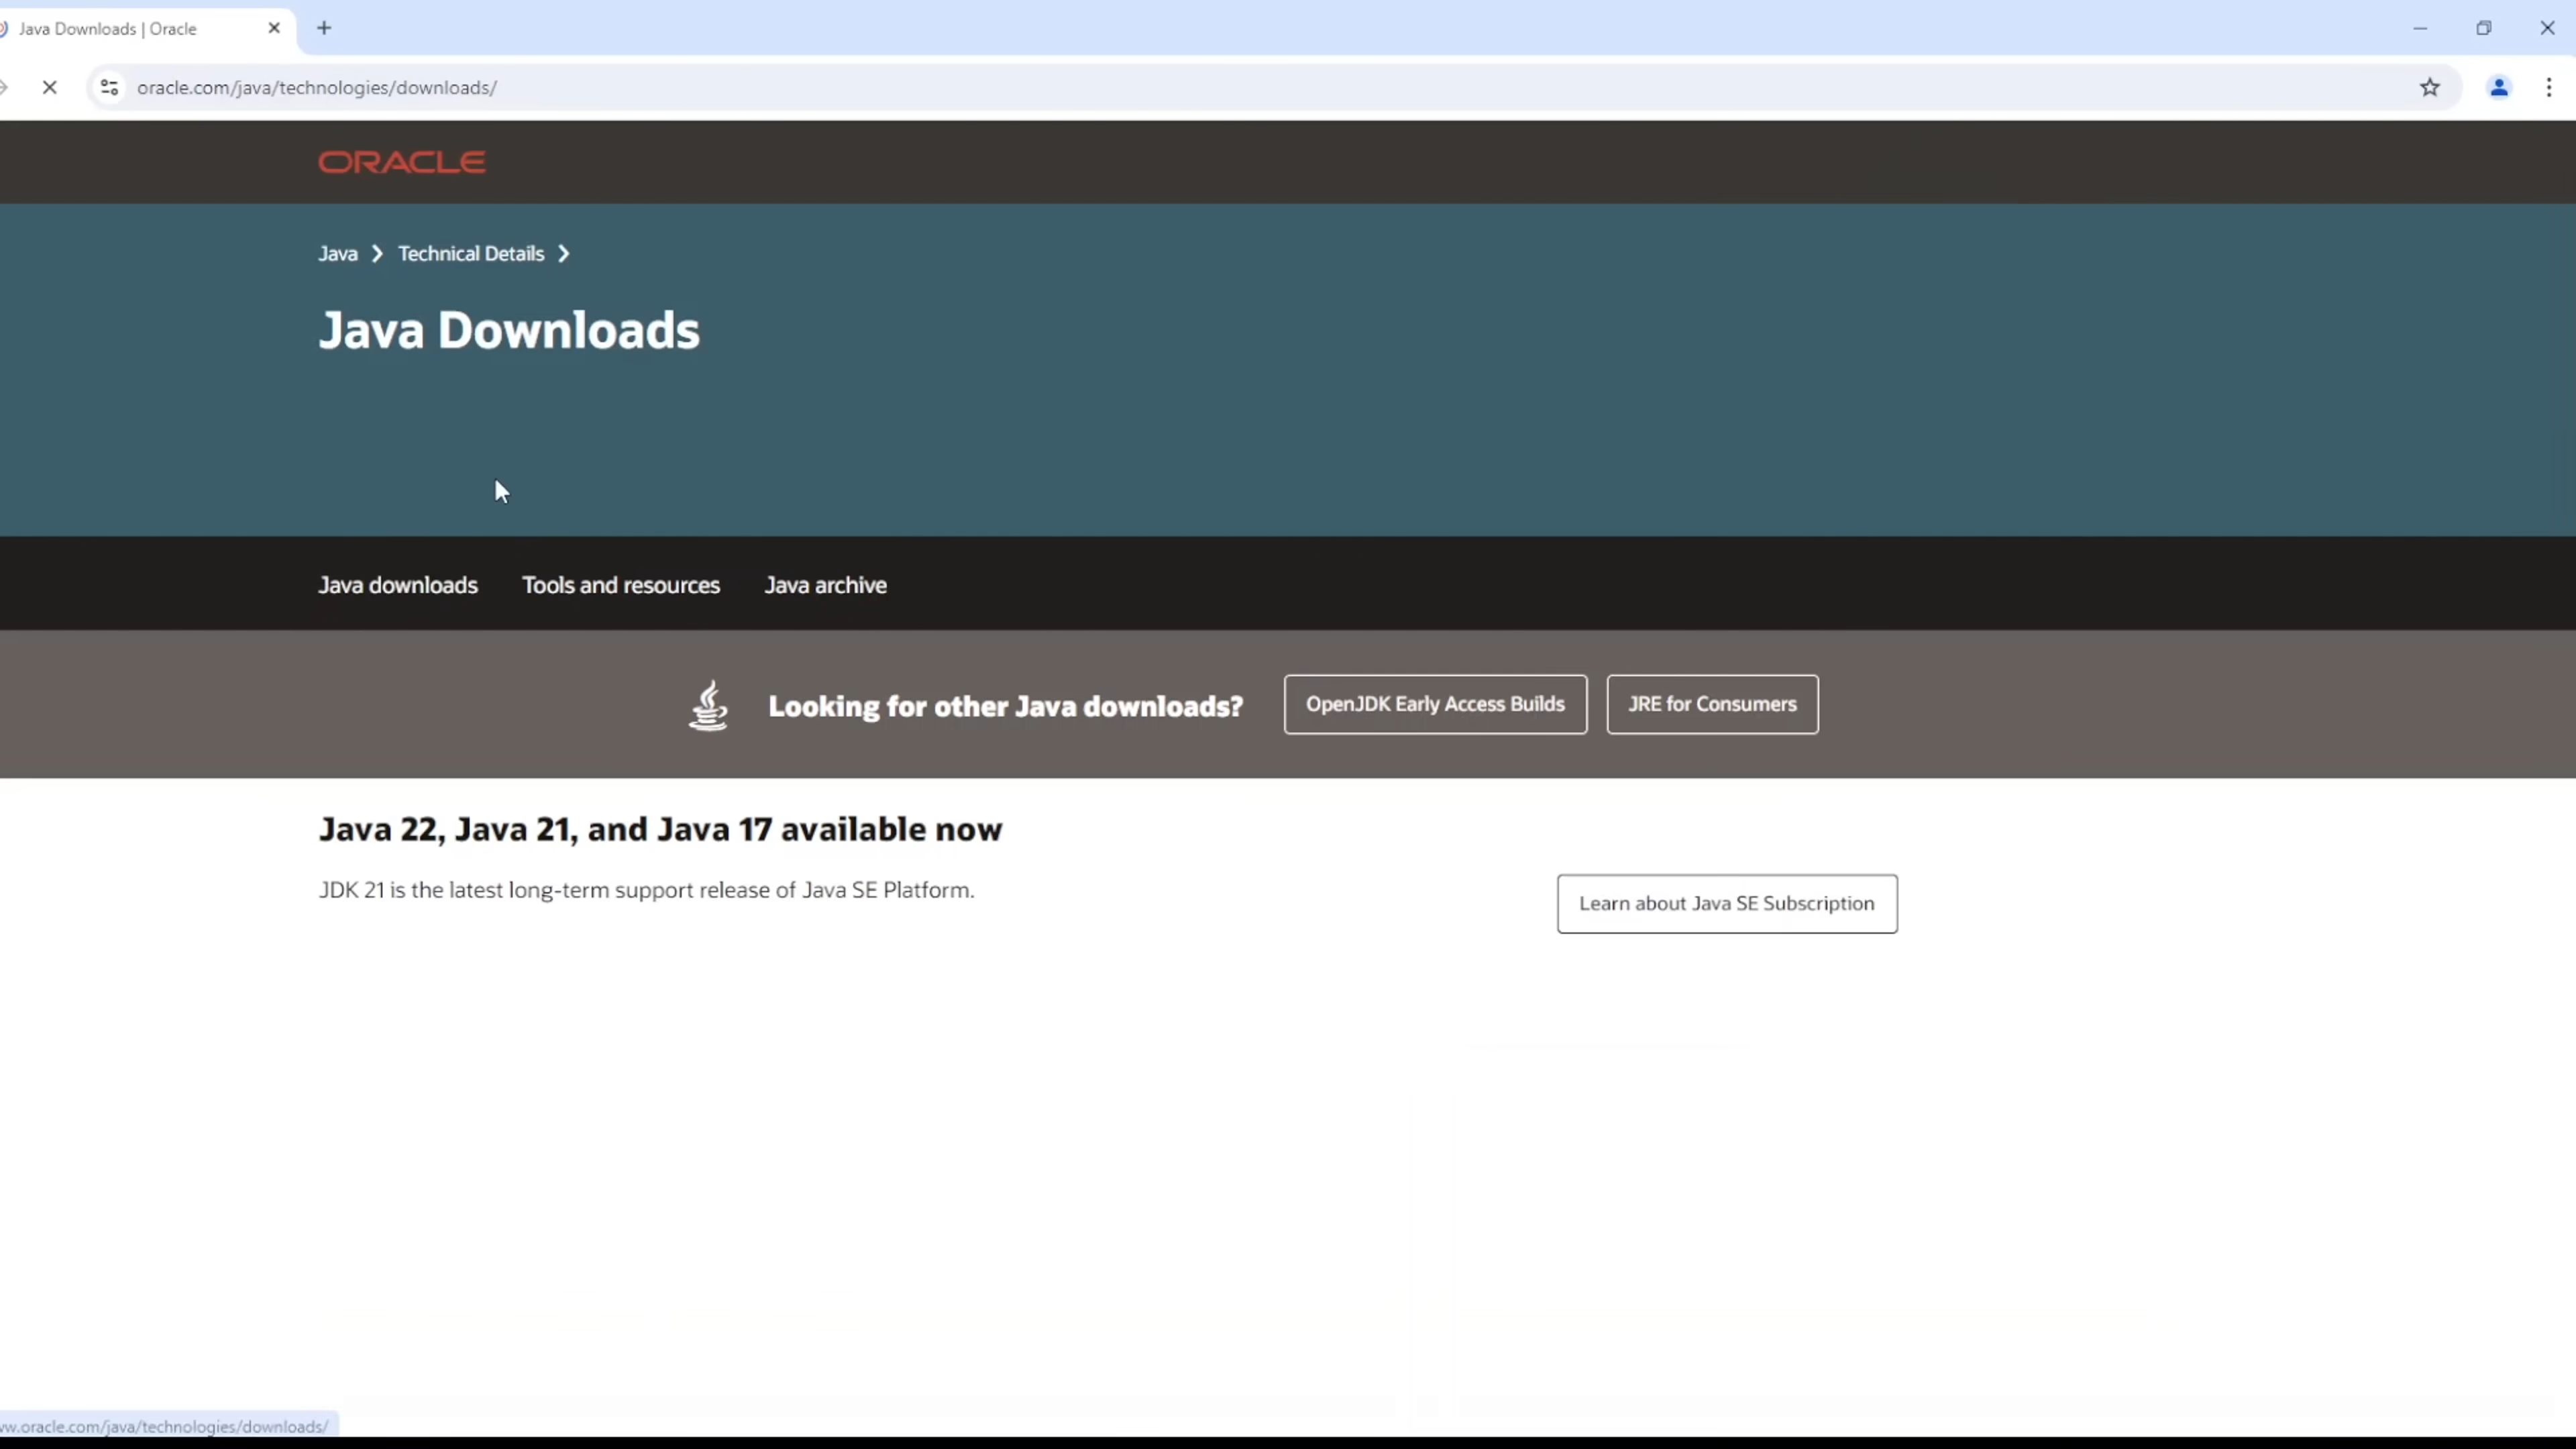 Java Downloads | Oracle
oracle.com/java/technologies/downloads/
ORACLE
Java
Technical Details
Java Downloads
Java downloads
Tools and resources
Java archive
Looking for other Java downloads?
OpenJDK Early Access Builds
JRE for Consumers
Java 22, Java 21, and Java 17 available now
JDK 21 is the latest long-term support release of Java SE Platform.
Learn about Java SE Subscription
ww.oracle.com/java/technologies/downloads/